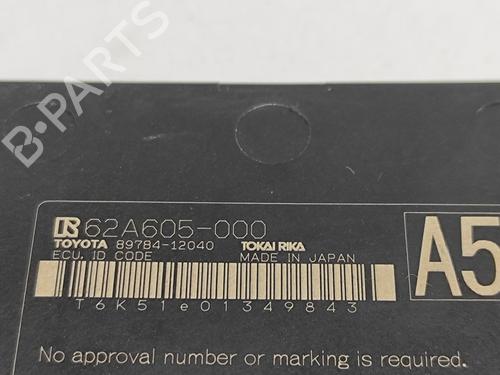 B-PARTS
62A605-000
TOYOTA 89784-12040 TOKAI RIKA
ECU. ID CODE MADE IN JAPAN
A5
T6K51e01349843
No approval number or marking is required.